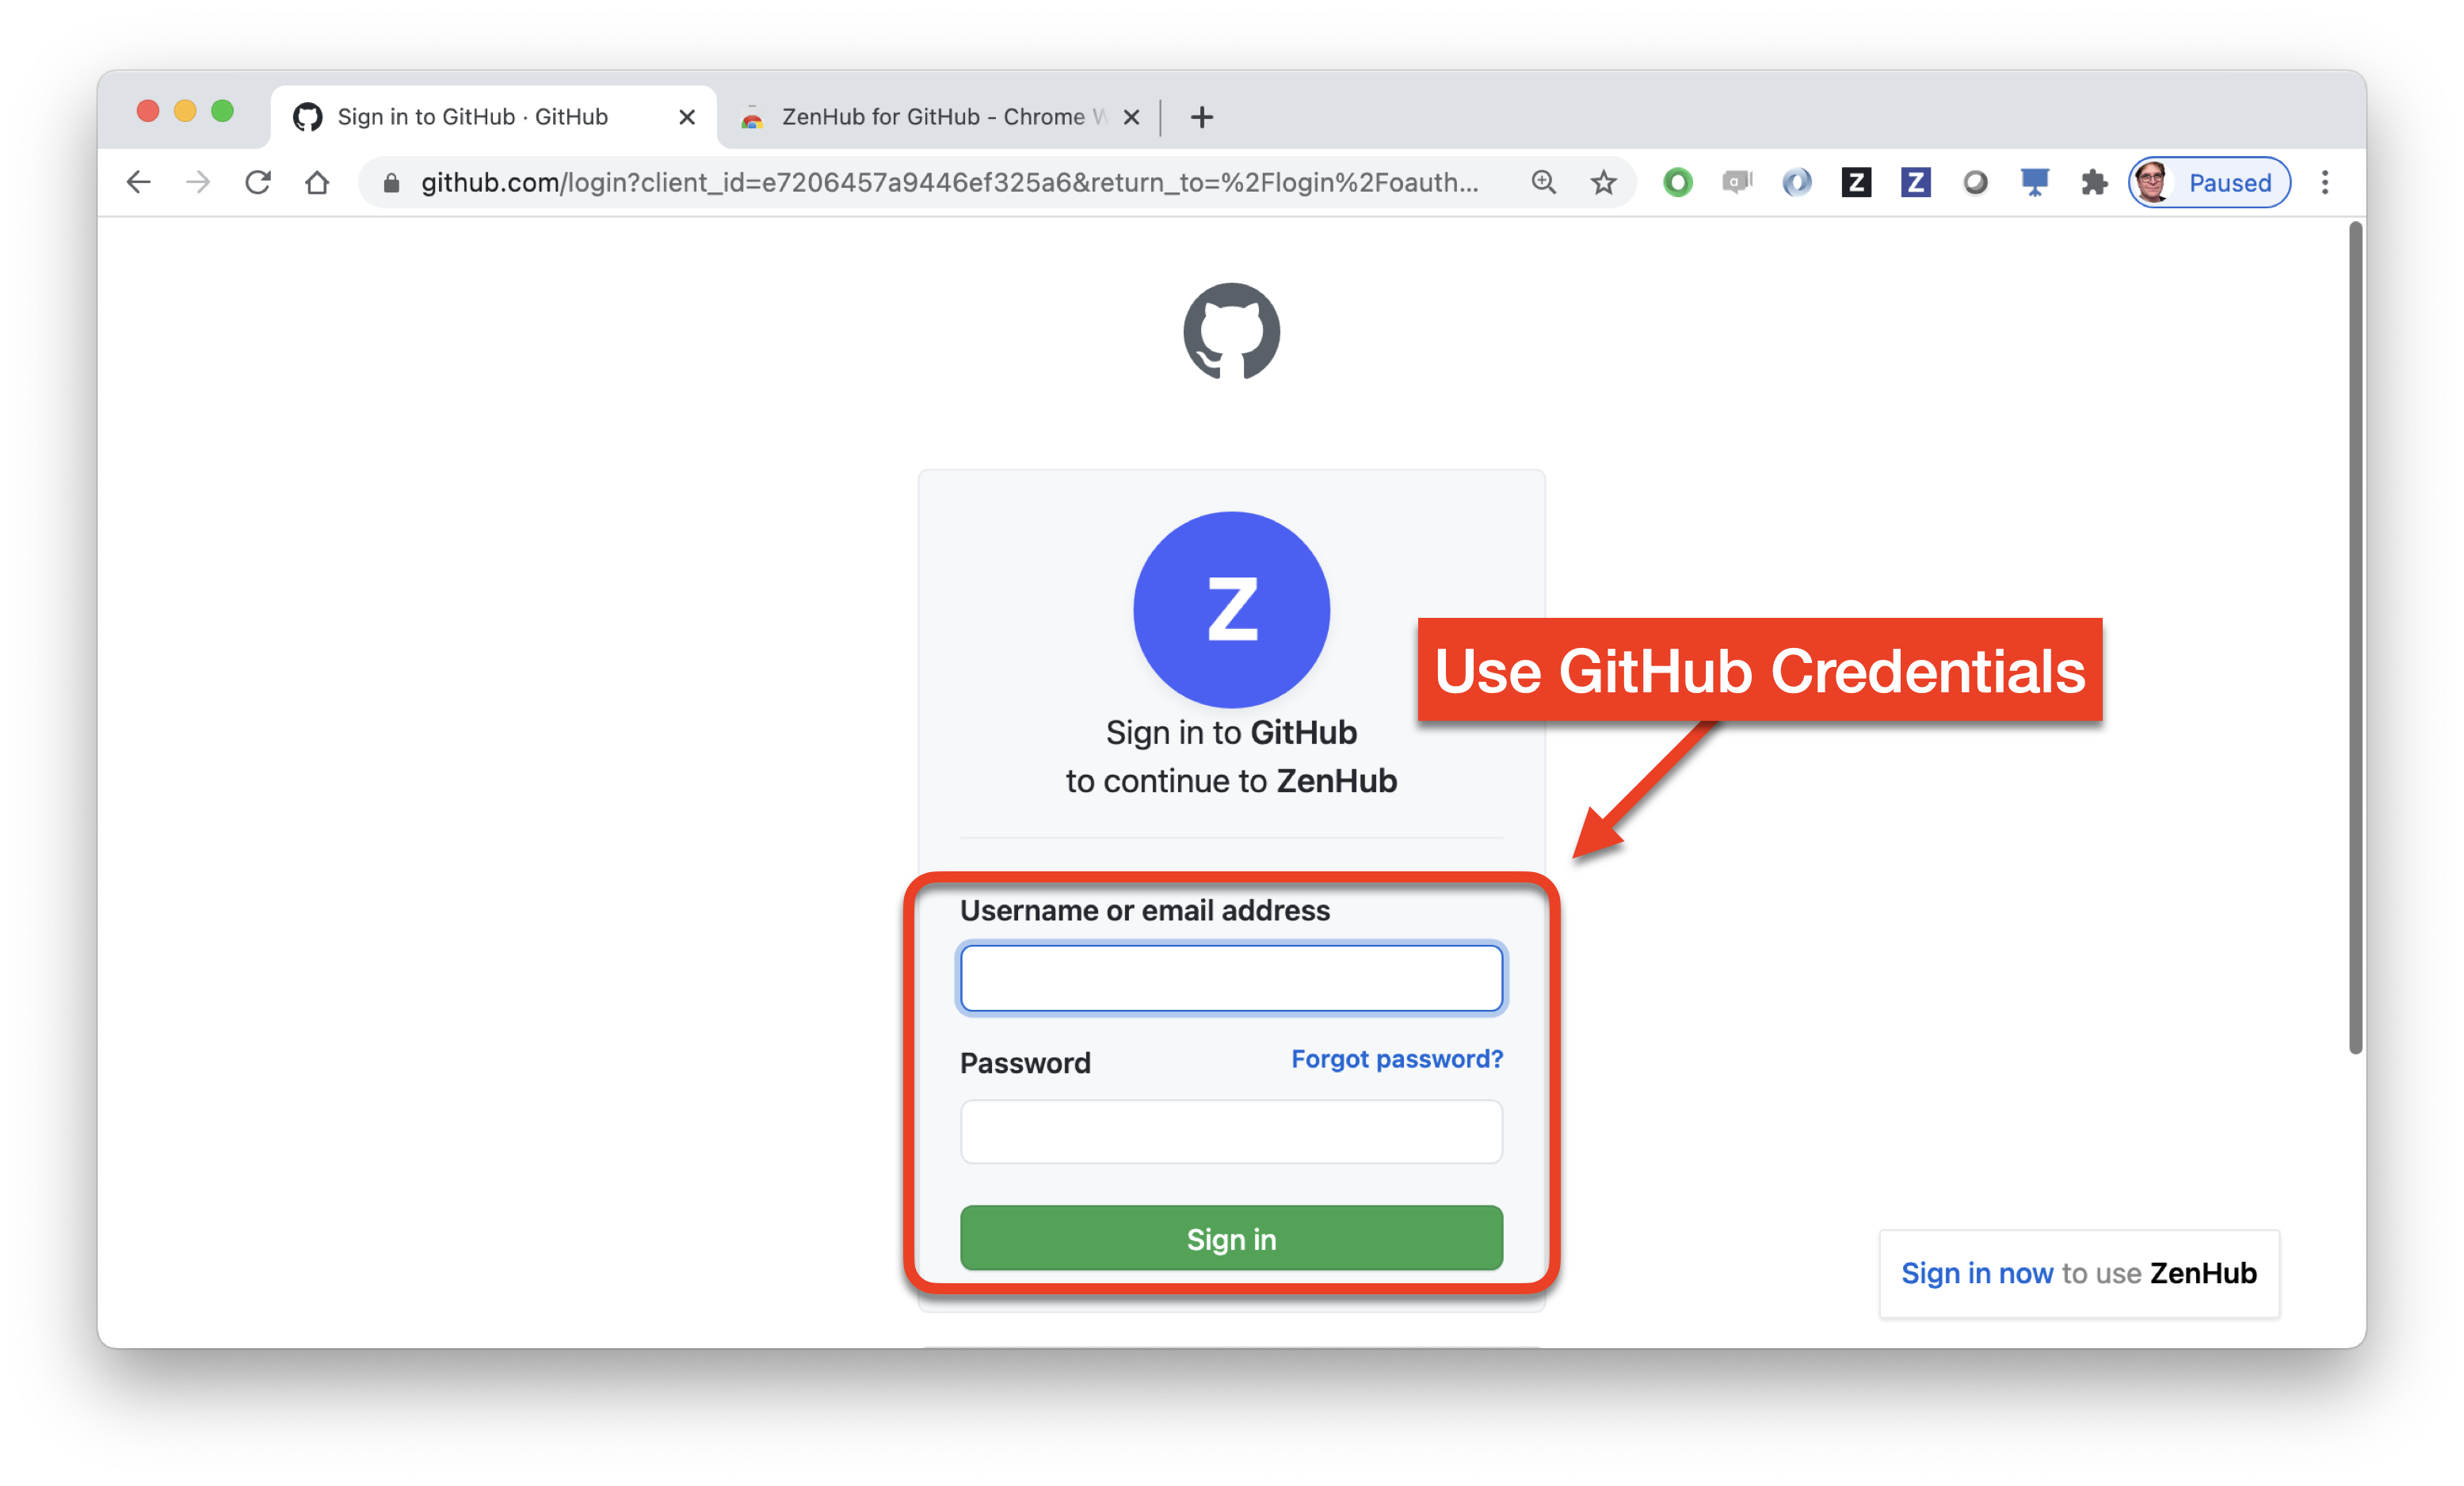 Sign in to GitHub · GitHub
ZenHub for GitHub - Chrome W
github.com/login?client_id=e7206457a9446ef325a6&return_to=%2Flogin%2Foauth...
a
Z
Z
Paused
Z
Use GitHub Credentials
Sign in to GitHub
to continue to ZenHub
Username or email address
Password
Forgot password?
Sign in
Sign in now to use ZenHub